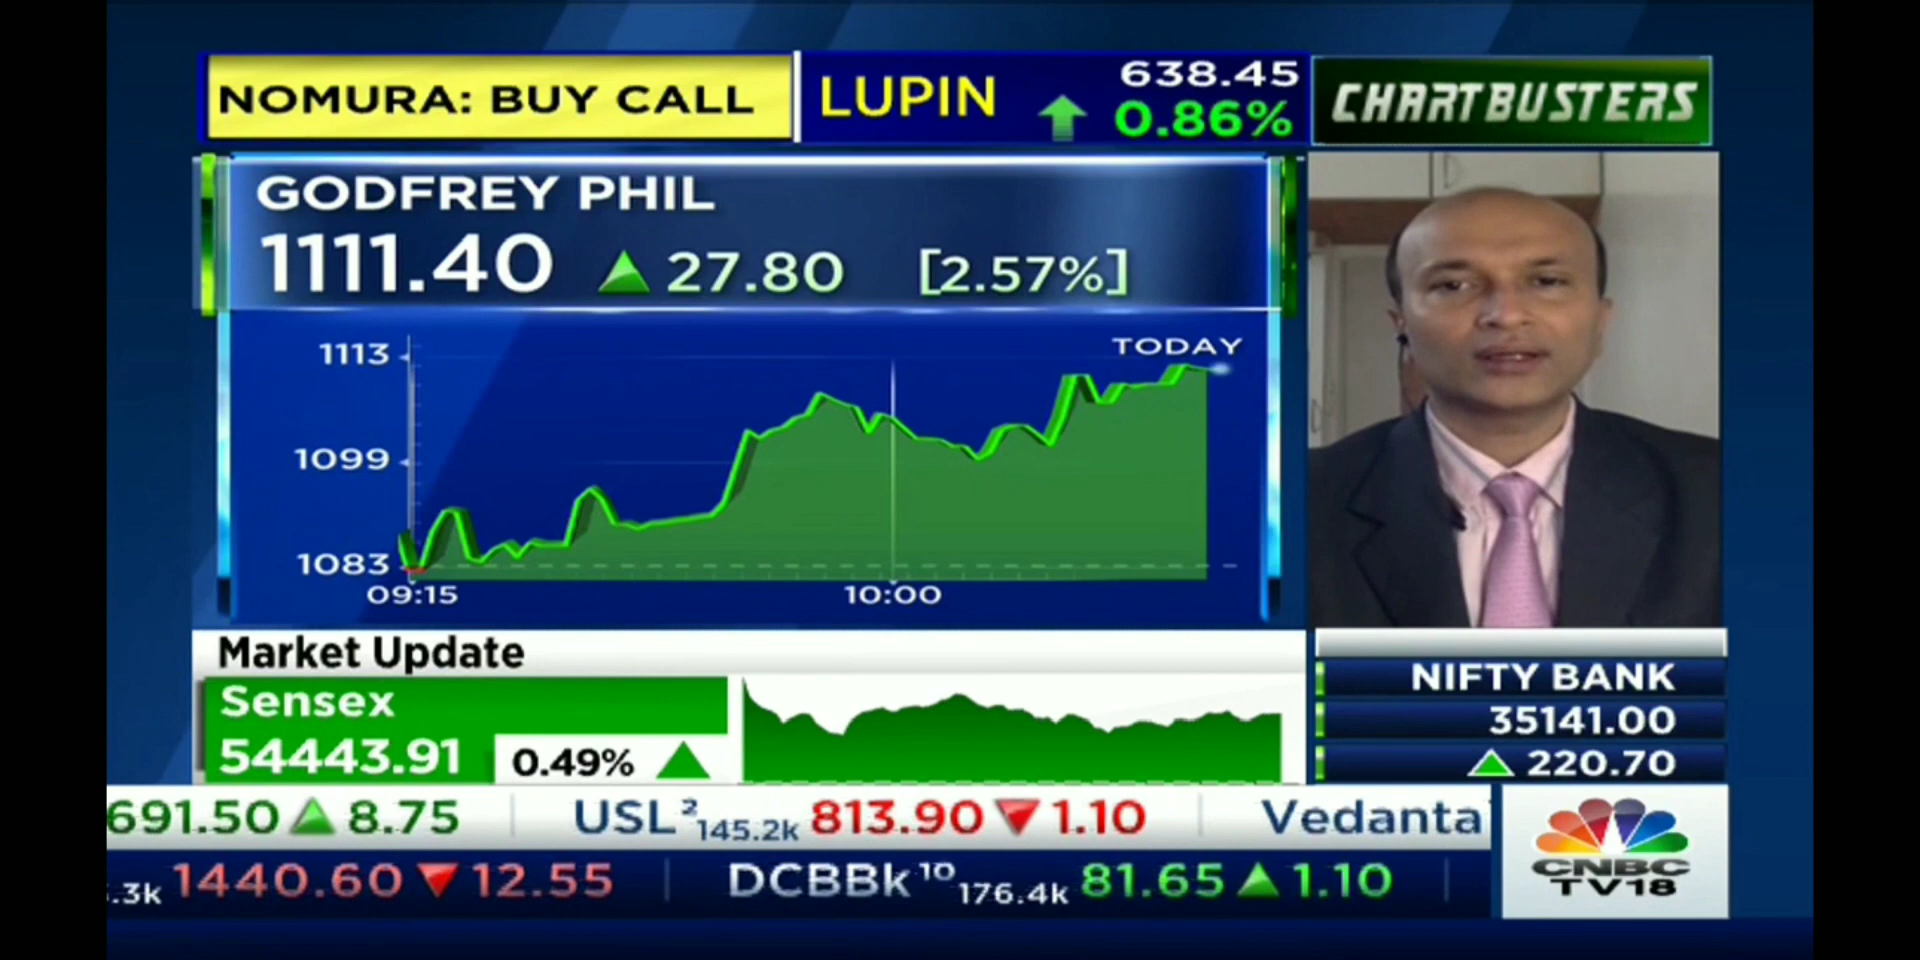 NOMURA: BUY CALL
LUPIN
638.45
0.86%
CHARTBUSTERS
GODFREY PHIL
1111.40 ▲ 27.80 [2.57%]
TODAY
1113
1099
1083
09:15 10:00
Market Update
Sensex
54443.91 0.49% ▲
NIFTY BANK
35141.00
▲ 220.70
691.50 ▲ 8.75 USL² 145.2k 813.90 ▼ 1.10 Vedanta
.3k 1440.60 ▼ 12.55 DCBBk¹⁰ 176.4k 81.65 ▲ 1.10
CNBC
TV18